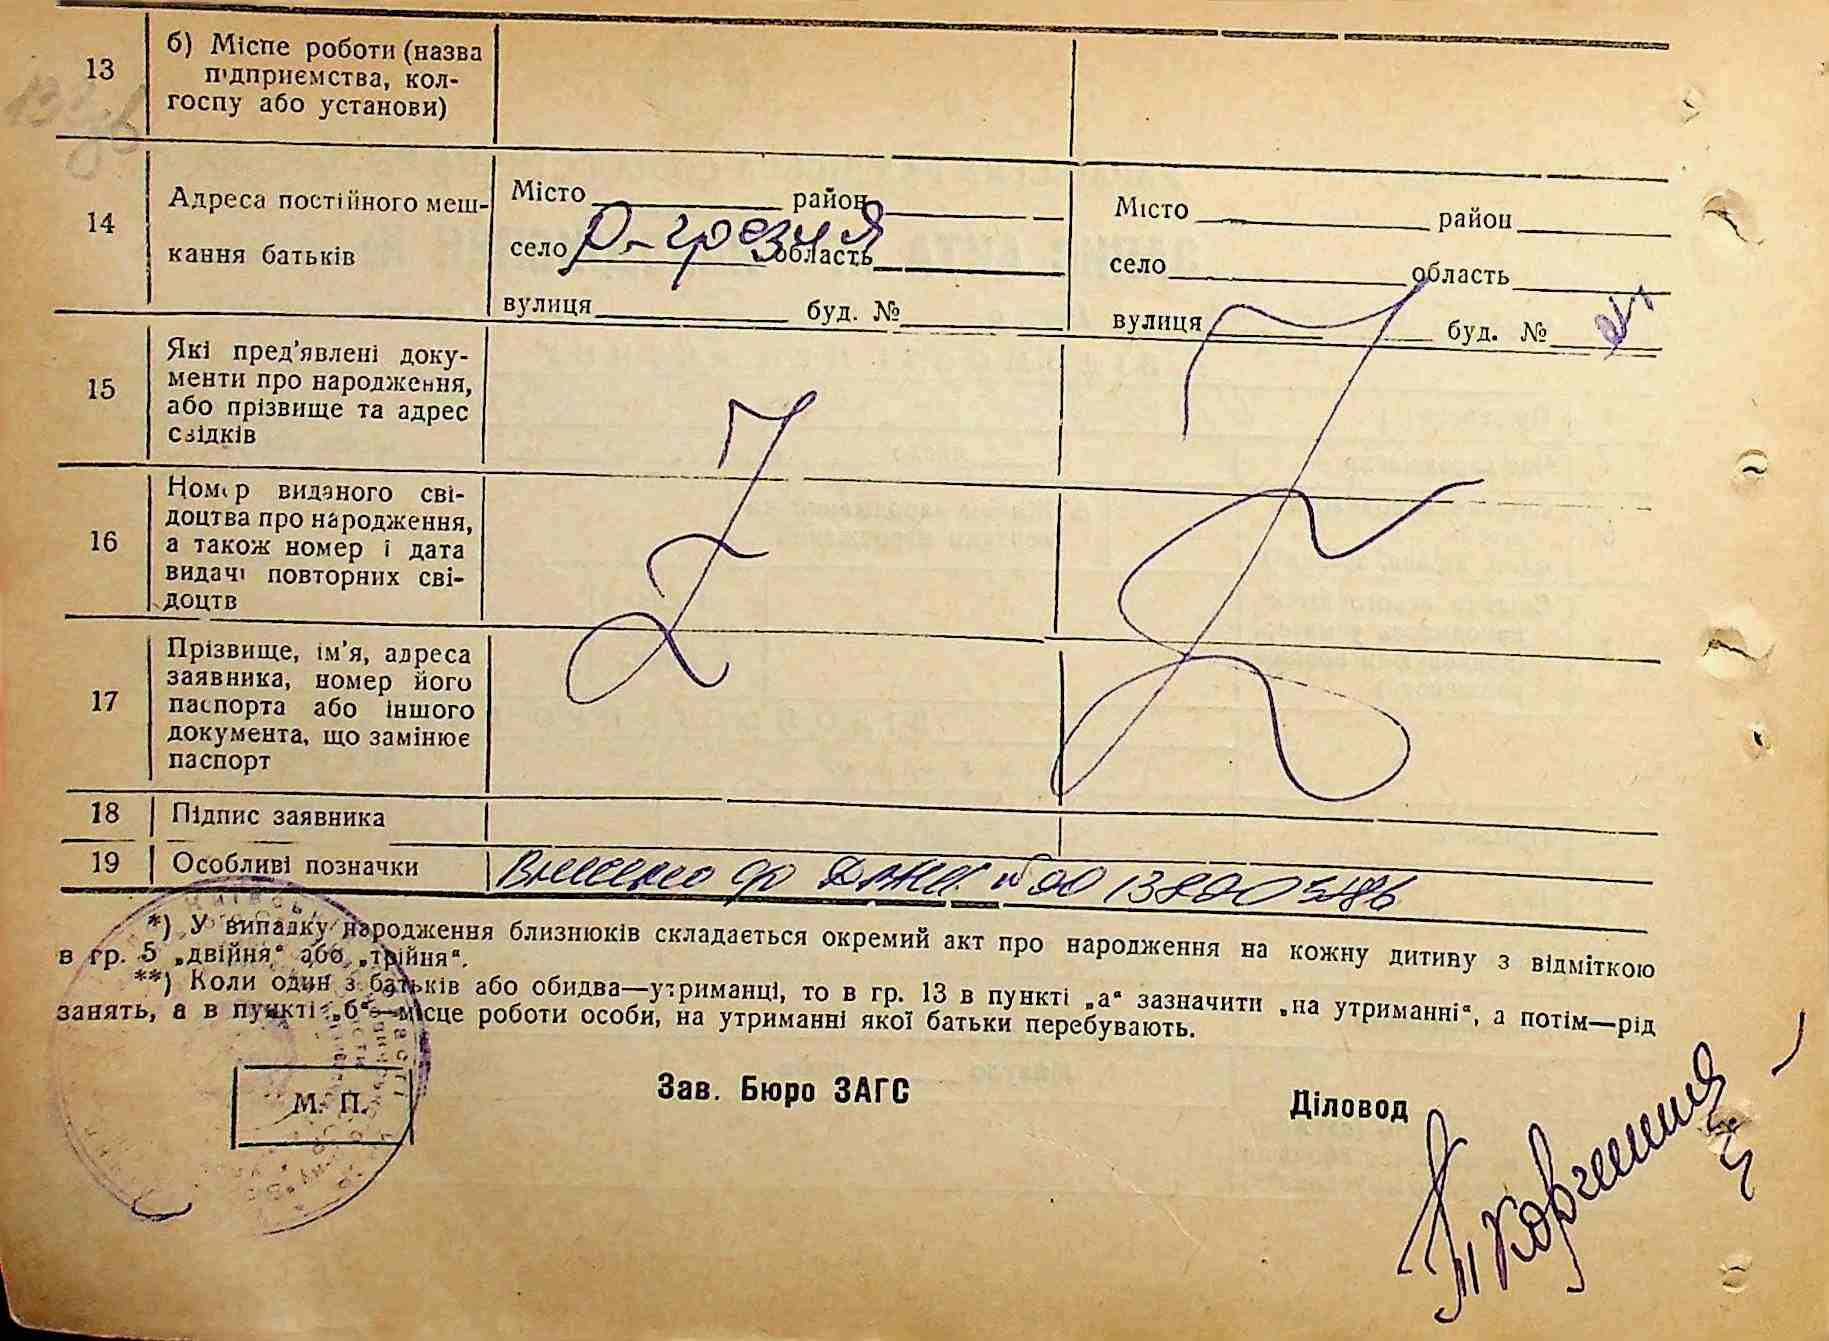 13
б) Місце роботи (назва
підприємства, кол-
госпу або установи)
14
Адреса постійного меш-
кання батьків
Місто район
село область
вулиця буд. №
Місто район
село область
вулиця буд. №
15
Які пред'явлені доку-
менти про народження,
або прізвище та адрес
свідків
16
Номер виданого сві-
доцтва про народження,
а також номер і дата
видачі повторних сві-
доцтв
17
Прізвище, ім'я, адреса
заявника, номер його
паспорта або іншого
документа, що замінює
паспорт
18 Підпис заявника
19 Особливі позначки
Внесено до ДРАЦС
*) У випадку народження близнюків складається окремий акт про народження на кожну дитину з відміткою
в гр. 5 „двійня“ або „трійня“.
**) Коли один з батьків або обидва—утриманці, то в гр. 13 в пункті „а“ зазначити „на утриманні“, а потім—рід
занять, а в пункті „б“—місце роботи особи, на утриманні якої батьки перебувають.
М. П.
Зав. Бюро ЗАГС
Діловод